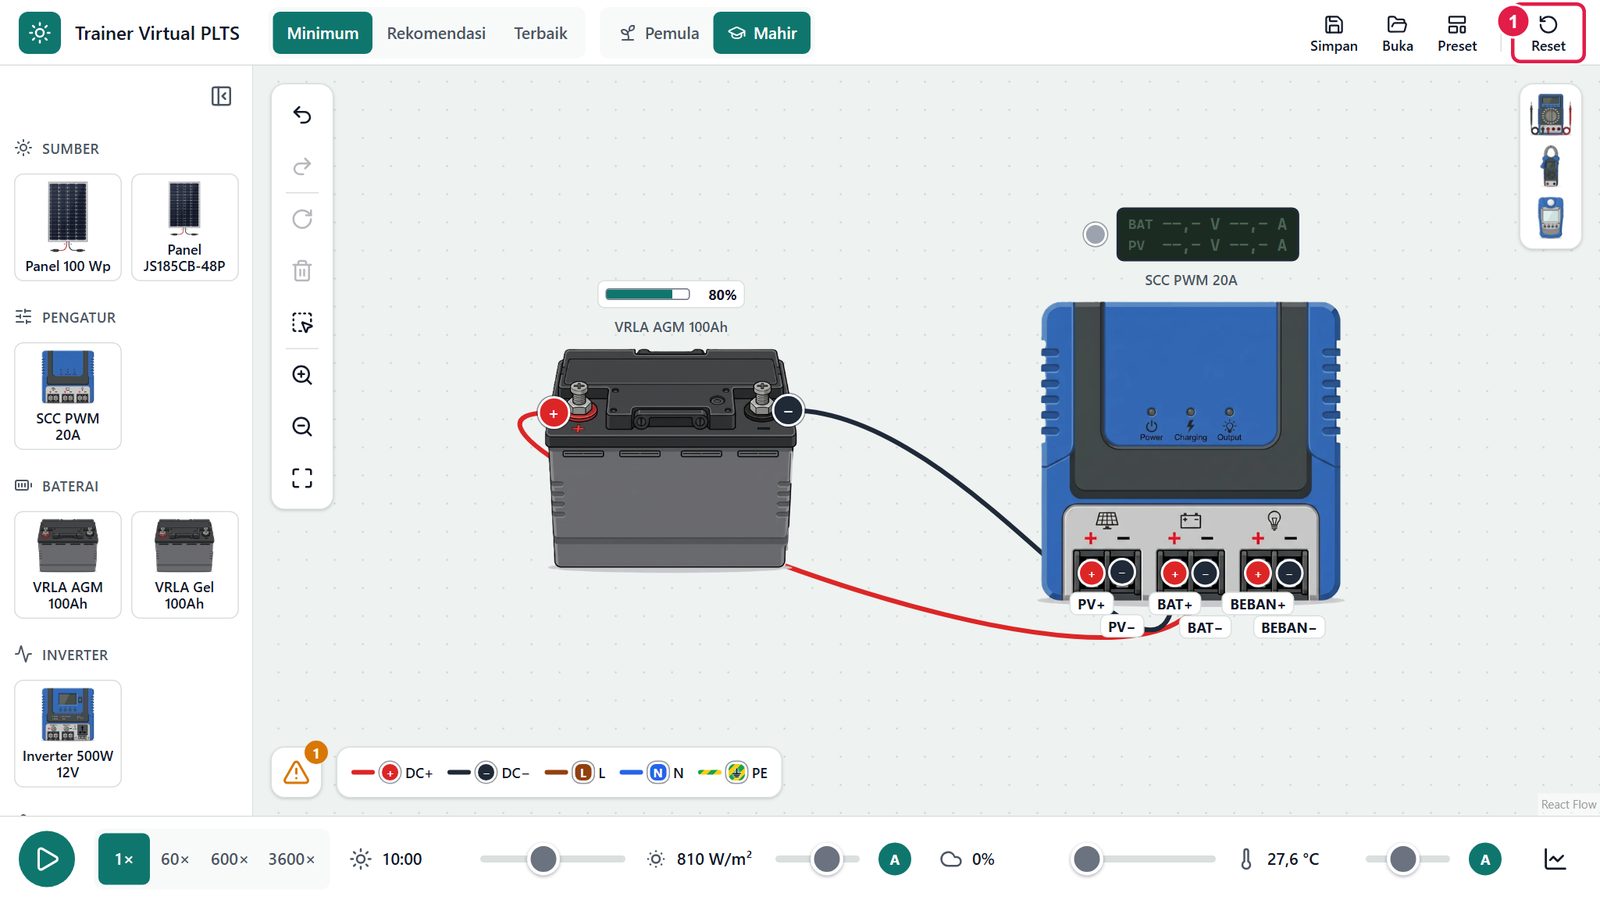 Trainer Virtual PLTS
Minimum
Rekomendasi
Terbaik
Pemula
Mahir
Simpan
Buka
Preset
1
Reset
SUMBER
Panel 100 Wp
Panel
JS185CB-48P
PENGATUR
SCC PWM
20A
BATERAI
VRLA AGM
100Ah
VRLA Gel
100Ah
INVERTER
Inverter 500W
12V
80%
VRLA AGM 100Ah
+
−
+
−
BAT --,- V --,- A
PV --,- V --,- A
SCC PWM 20A
Power
Charging
Output
+ − + − + −
+ − + − + −
PV+
BAT+
BEBAN+
PV−
BAT−
BEBAN−
1
+ DC+
− DC−
L L
N N
PE
React Flow
1×
60×
600×
3600×
10:00
810 W/m²
A
0%
27,6 °C
A